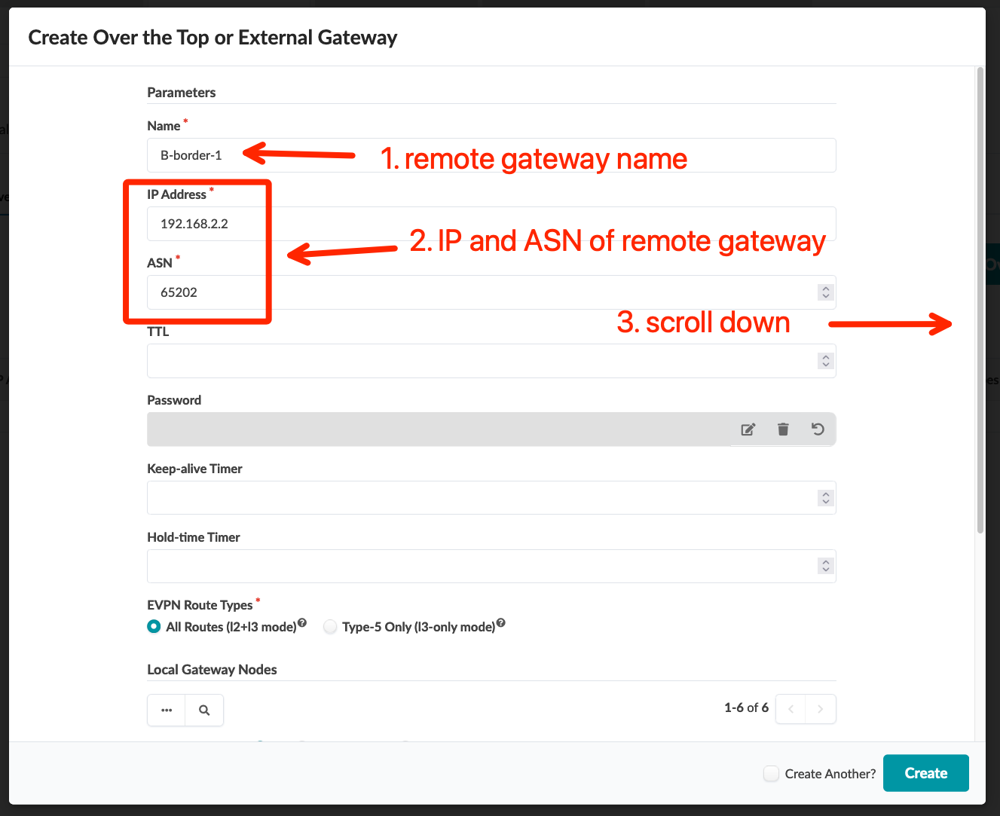 Create Over the Top or External Gateway
Parameters
Name *
B-border-1
1. remote gateway name
IP Address *
192.168.2.2
2. IP and ASN of remote gateway
ASN *
65202
3. scroll down
TTL
Password
Keep-alive Timer
Hold-time Timer
EVPN Route Types *
All Routes (l2+l3 mode) Type-5 Only (l3-only mode)
Local Gateway Nodes
1-6 of 6
Create Another? Create